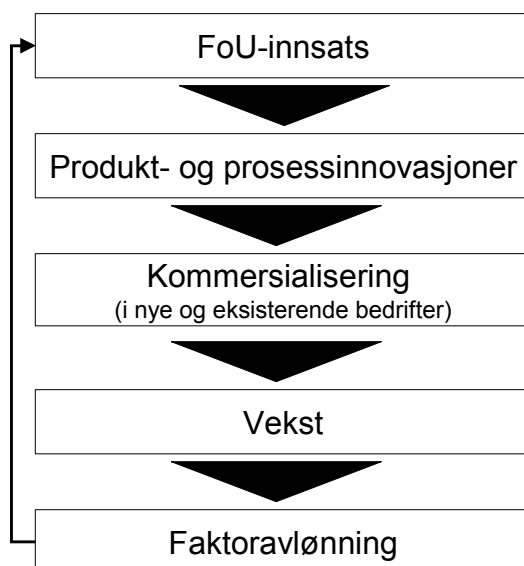 FoU-innsats
Produkt- og prosessinnovasjoner
Kommersialisering
(i nye og eksisterende bedrifter)
Vekst
Faktoravlønning